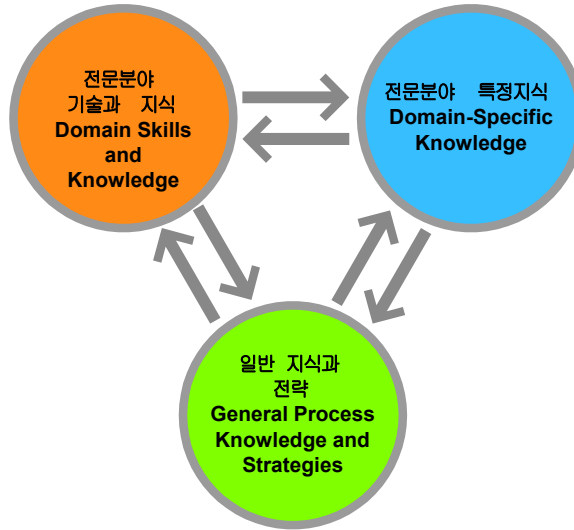 전문분야
기술과 지식
Domain Skills
and
Knowledge
전문분야 특정지식
Domain-Specific
Knowledge
일반 지식과
전략
General Process
Knowledge and
Strategies